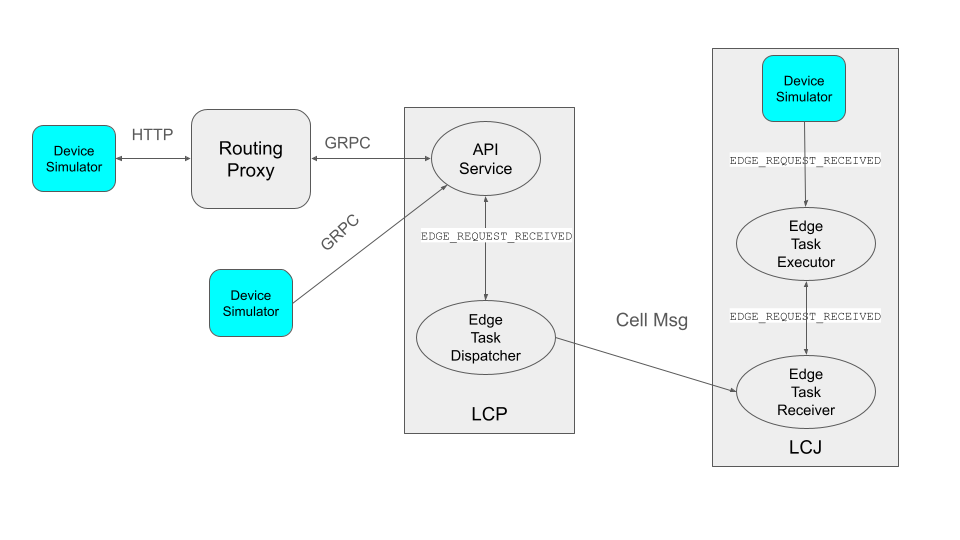 Device
Simulator
HTTP
Routing
Proxy
GRPC
GRPC
Device
Simulator
API
Service
EDGE_REQUEST_RECEIVED
Edge
Task
Dispatcher
LCP
Cell Msg
Device
Simulator
EDGE_REQUEST_RECEIVED
Edge
Task
Executor
EDGE_REQUEST_RECEIVED
Edge
Task
Receiver
LCJ